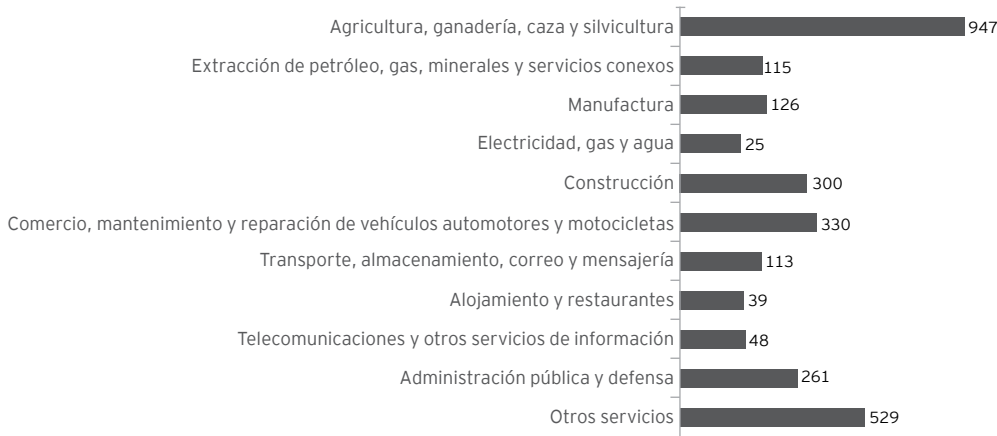 Agricultura, ganadería, caza y silvicultura 947
Extracción de petróleo, gas, minerales y servicios conexos 115
Manufactura 126
Electricidad, gas y agua 25
Construcción 300
Comercio, mantenimiento y reparación de vehículos automotores y motocicletas 330
Transporte, almacenamiento, correo y mensajería 113
Alojamiento y restaurantes 39
Telecomunicaciones y otros servicios de información 48
Administración pública y defensa 261
Otros servicios 529